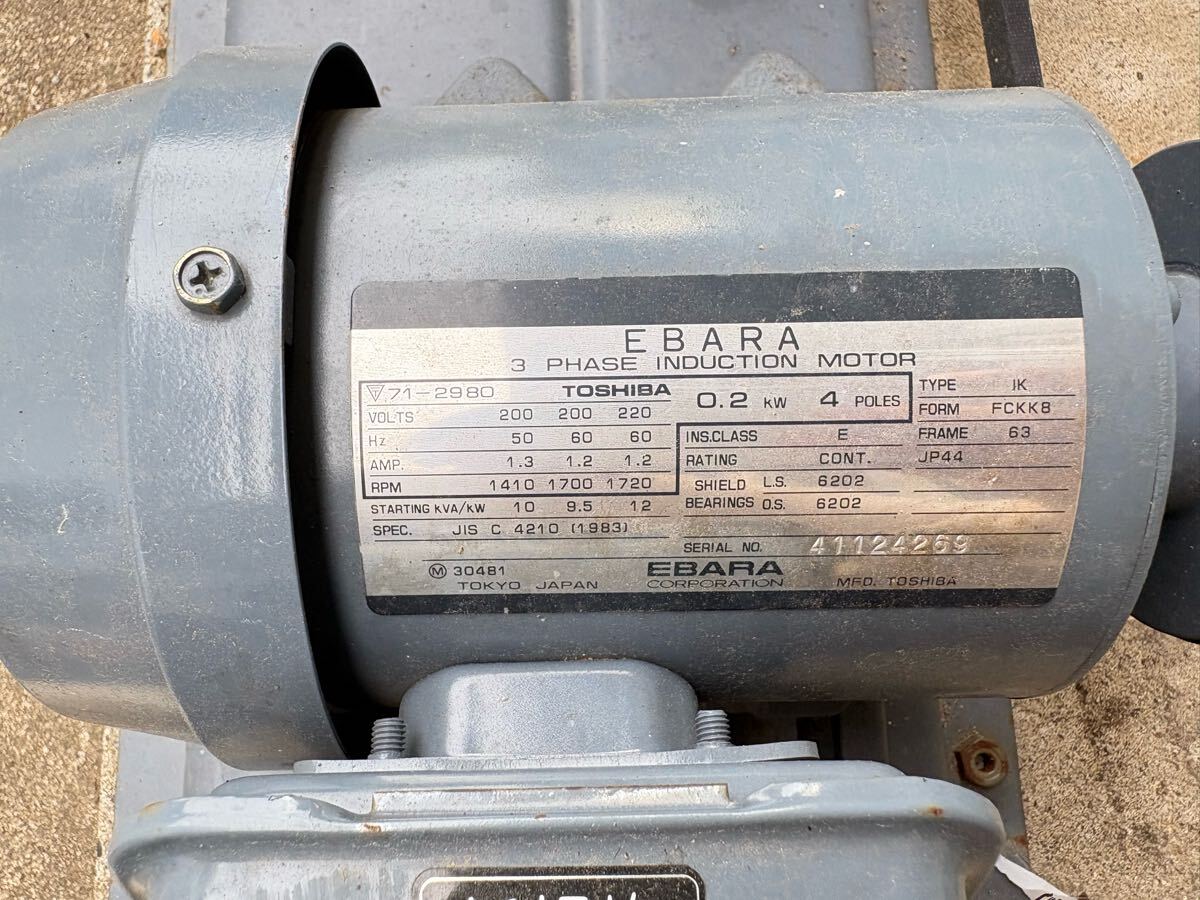 EBARA
3 PHASE INDUCTION MOTOR
▽71-2980 TOSHIBA 0.2 KW 4 POLES
VOLTS 200 200 220
Hz 50 60 60
AMP. 1.3 1.2 1.2
RPM 1410 1700 1720
STARTING KVA/KW 10 9.5 12
SPEC. JIS C 4210 (1983)
INS.CLASS E
RATING CONT.
SHIELD BEARINGS L.S. 6202
O.S. 6202
TYPE IK
FORM FCKK8
FRAME 63
JP44
SERIAL NO. 41124269
Ⓜ 30481
TOKYO JAPAN
EBARA
CORPORATION
MFD. TOSHIBA